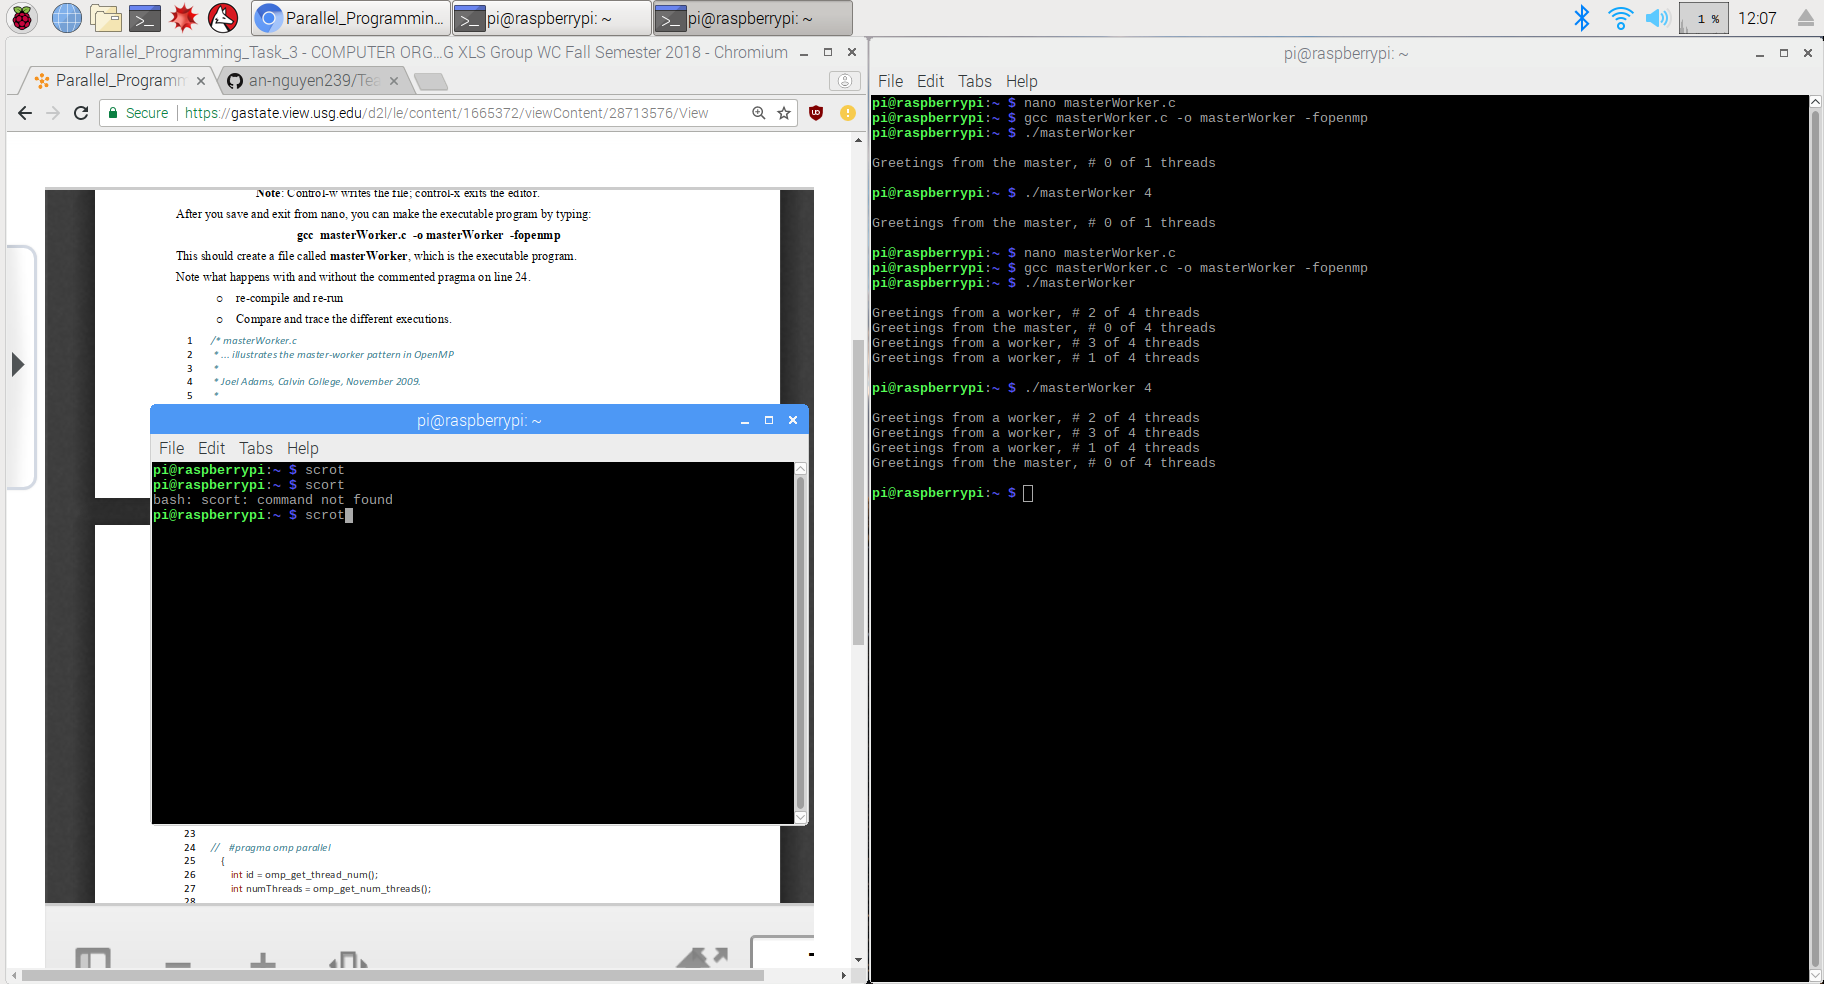 Parallel_Programmin...
pi@raspberrypi: ~
pi@raspberrypi: ~
1 %
12:07
Parallel_Programming_Task_3 - COMPUTER ORG...G XLS Group WC Fall Semester 2018 - Chromium
Parallel_Programm
an-nguyen239/Tea
Secure
https://gastate.view.usg.edu/d2l/le/content/1665372/viewContent/28713576/View
Note: Control-w writes the file; control-x exits the editor.
After you save and exit from nano, you can make the executable program by typing:
gcc masterWorker.c -o masterWorker -fopenmp
This should create a file called masterWorker, which is the executable program.
Note what happens with and without the commented pragma on line 24.
○ re-compile and re-run
○ Compare and trace the different executions.
1 /* masterWorker.c
2 * ... illustrates the master-worker pattern in OpenMP
3 *
4 * Joel Adams, Calvin College, November 2009.
5 *
pi@raspberrypi: ~
File Edit Tabs Help
pi@raspberrypi:~ $ scrot
pi@raspberrypi:~ $ scort
bash: scort: command not found
pi@raspberrypi:~ $ scrot
23
24 // #pragma omp parallel
25 {
26 int id = omp_get_thread_num();
27 int numThreads = omp_get_num_threads();
28
pi@raspberrypi: ~
File Edit Tabs Help
pi@raspberrypi:~ $ nano masterWorker.c
pi@raspberrypi:~ $ gcc masterWorker.c -o masterWorker -fopenmp
pi@raspberrypi:~ $ ./masterWorker
Greetings from the master, # 0 of 1 threads
pi@raspberrypi:~ $ ./masterWorker 4
Greetings from the master, # 0 of 1 threads
pi@raspberrypi:~ $ nano masterWorker.c
pi@raspberrypi:~ $ gcc masterWorker.c -o masterWorker -fopenmp
pi@raspberrypi:~ $ ./masterWorker
Greetings from a worker, # 2 of 4 threads
Greetings from the master, # 0 of 4 threads
Greetings from a worker, # 3 of 4 threads
Greetings from a worker, # 1 of 4 threads
pi@raspberrypi:~ $ ./masterWorker 4
Greetings from a worker, # 2 of 4 threads
Greetings from a worker, # 3 of 4 threads
Greetings from a worker, # 1 of 4 threads
Greetings from the master, # 0 of 4 threads
pi@raspberrypi:~ $